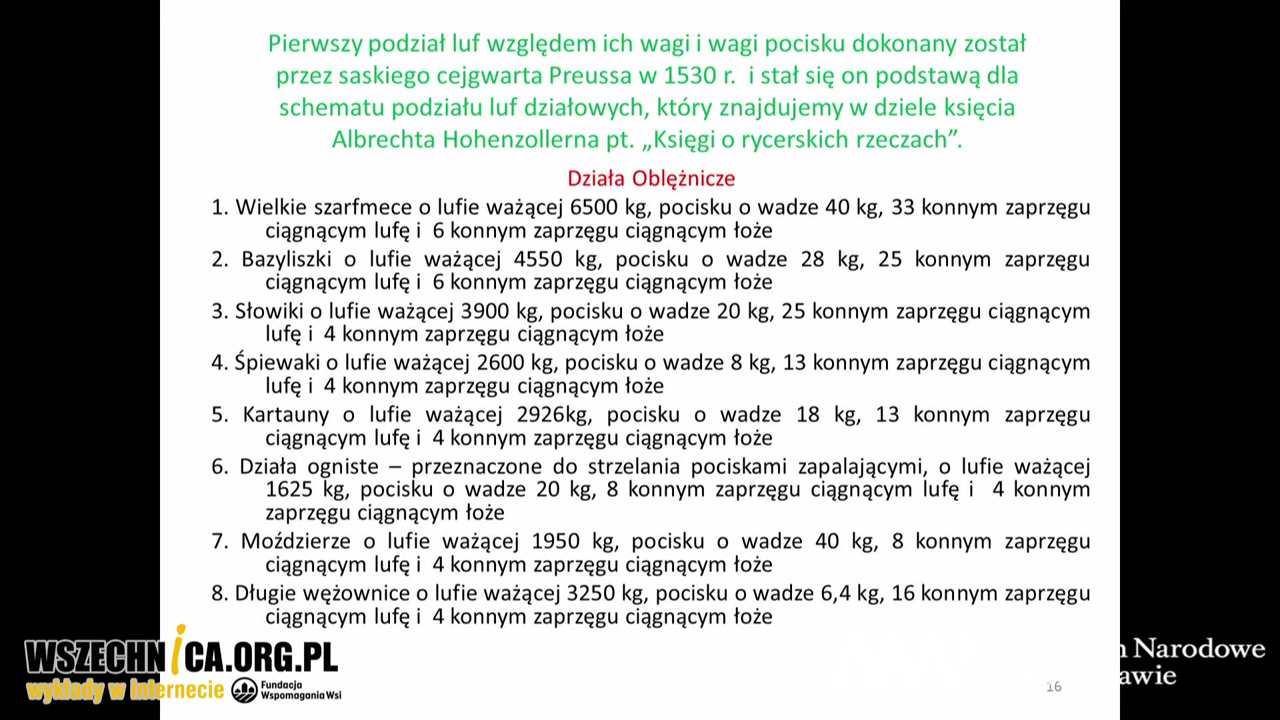 Pierwszy podział luf względem ich wagi i wagi pocisku dokonany został
przez saskiego cejgwarta Preussa w 1530 r. i stał się on podstawą dla
schematu podziału luf działowych, który znajdujemy w dziele księcia
Albrechta Hohenzollerna pt. „Księgi o rycerskich rzeczach”.
Działa Oblężnicze
1. Wielkie szarfmece o lufie ważącej 6500 kg, pocisku o wadze 40 kg, 33 konnym zaprzęgu
ciągnącym lufę i 6 konnym zaprzęgu ciągnącym łoże
2. Bazyliszki o lufie ważącej 4550 kg, pocisku o wadze 28 kg, 25 konnym zaprzęgu
ciągnącym lufę i 6 konnym zaprzęgu ciągnącym łoże
3. Słowiki o lufie ważącej 3900 kg, pocisku o wadze 20 kg, 25 konnym zaprzęgu ciągnącym
lufę i 4 konnym zaprzęgu ciągnącym łoże
4. Śpiewaki o lufie ważącej 2600 kg, pocisku o wadze 8 kg, 13 konnym zaprzęgu ciągnącym
lufę i 4 konnym zaprzęgu ciągnącym łoże
5. Kartauny o lufie ważącej 2926kg, pocisku o wadze 18 kg, 13 konnym zaprzęgu
ciągnącym lufę i 4 konnym zaprzęgu ciągnącym łoże
6. Działa ogniste – przeznaczone do strzelania pociskami zapalającymi, o lufie ważącej
1625 kg, pocisku o wadze 20 kg, 8 konnym zaprzęgu ciągnącym lufę i 4 konnym
zaprzęgu ciągnącym łoże
7. Moździerze o lufie ważącej 1950 kg, pocisku o wadze 40 kg, 8 konnym zaprzęgu
ciągnącym lufę i 4 konnym zaprzęgu ciągnącym łoże
8. Długie wężownice o lufie ważącej 3250 kg, pocisku o wadze 6,4 kg, 16 konnym zaprzęgu
ciągnącym lufę i 4 konnym zaprzęgu ciągnącym łoże
WSZECHNiCA.ORG.PL
wykłady w internecie
Fundacja
Wspomagania Wsi
Narodowe
awie
16